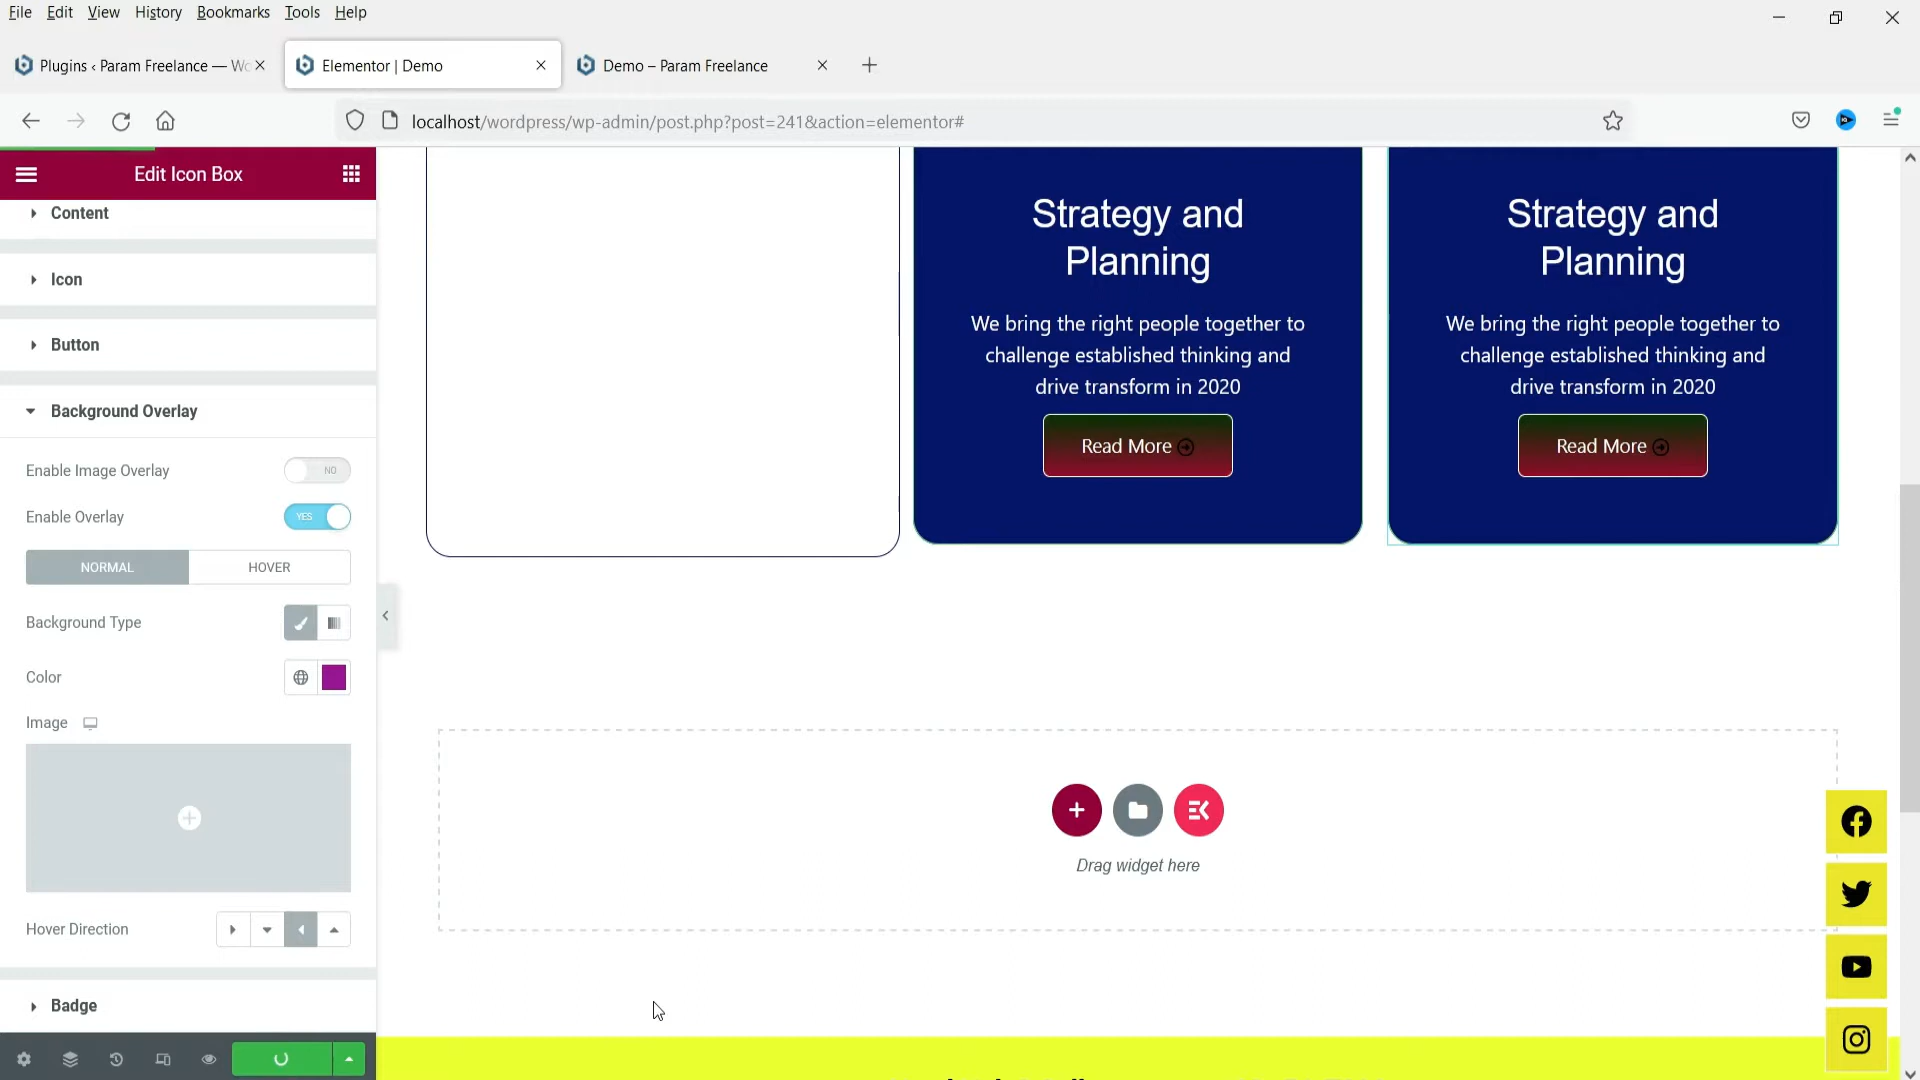 File Edit View History Bookmarks Tools Help
Plugins ‹ Param Freelance — Wo
Elementor | Demo
Demo – Param Freelance
localhost/wordpress/wp-admin/post.php?post=241&action=elementor#
Edit Icon Box
Content
Icon
Button
Background Overlay
Enable Image Overlay NO
Enable Overlay YES
NORMAL HOVER
Background Type
Color
Image
Hover Direction
Badge
Strategy and
Planning
We bring the right people together to
challenge established thinking and
drive transform in 2020
Read More
Strategy and
Planning
We bring the right people together to
challenge established thinking and
drive transform in 2020
Read More
Drag widget here